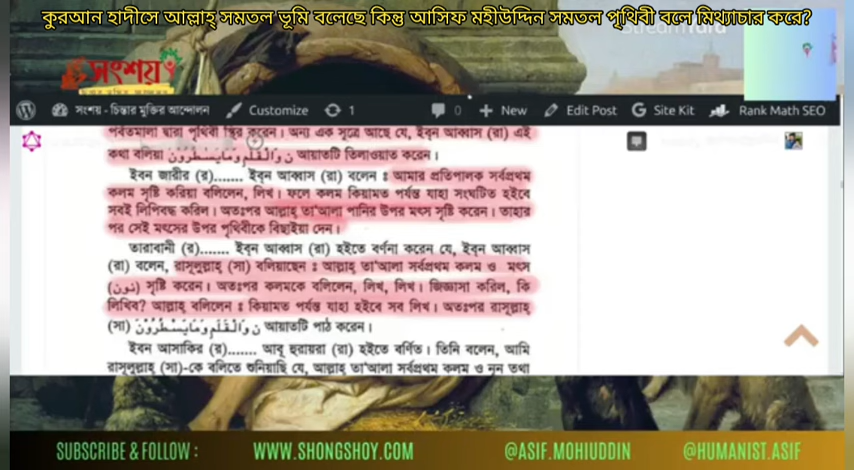 কুরআন হাদীসে আল্লাহ্ সমতল ভূমি বলেছে কিন্তু আসিফ মহীউদ্দিন সমতল পৃথিবী বলে মিথ্যাচার করে?
StreamYard
সংশয়
সংশয় - চিন্তার মুক্তির আন্দোলন Customize 1 0 New Edit Post Site Kit Rank Math SEO
পর্বতমালা দ্বারা পৃথিবী স্থির করেন। অন্য এক সূত্রে আছে যে, ইব্‌ন আব্বাস (রা) এই
কথা বলিয়া ن وَالْقَلَمِ وَمَا يَسْطُرُوْنَ আয়াতটি তিলাওয়াত করেন।
ইবন জারীর (র)....... ইব্‌ন আব্বাস (রা) বলেন ঃ আমার প্রতিপালক সর্বপ্রথম
কলম সৃষ্টি করিয়া বলিলেন, লিখ। ফলে কলম কিয়ামত পর্যন্ত যাহা সংঘটিত হইবে
সবই লিপিবদ্ধ করিল। অতঃপর আল্লাহ্ তা'আলা পানির উপর মৎস সৃষ্টি করেন। তাহার
পর সেই মৎসের উপর পৃথিবীকে বিছাইয়া দেন।
তারাবানী (র)....... ইব্‌ন আব্বাস (রা) হইতে বর্ণনা করেন যে, ইব্‌ন আব্বাস
(রা) বলেন, রাসূলুল্লাহ্ (সা) বলিয়াছেন ঃ আল্লাহ্ তা'আলা সর্বপ্রথম কলম ও মৎস
(نون) সৃষ্টি করেন। অতঃপর কলমকে বলিলেন, লিখ, লিখ। জিজ্ঞাসা করিল, কি
লিখিব? আল্লাহ্ বলিলেন ঃ কিয়ামত পর্যন্ত যাহা হইবে সব লিখ। অতঃপর রাসূলুল্লাহ্
(সা) ن وَالْقَلَمِ وَمَا يَسْطُرُوْنَ আয়াতটি পাঠ করেন।
ইবন আসাকির (র)....... আবূ হুরায়রা (রা) হইতে বর্ণিত। তিনি বলেন, আমি
রাসূলুল্লাহ্ (সা)-কে বলিতে শুনিয়াছি যে, আল্লাহ্ তা'আলা সর্বপ্রথম কলম ও নূন তথা
SUBSCRIBE & FOLLOW : WWW.SHONGSHOY.COM @ASIF.MOHIUDDIN @HUMANIST.ASIF